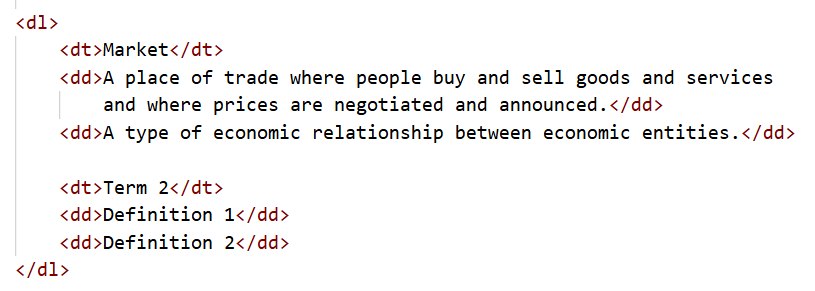 <dl>
<dt>Market</dt>
<dd>A place of trade where people buy and sell goods and services
and where prices are negotiated and announced.</dd>
<dd>A type of economic relationship between economic entities.</dd>
<dt>Term 2</dt>
<dd>Definition 1</dd>
<dd>Definition 2</dd>
</dl>